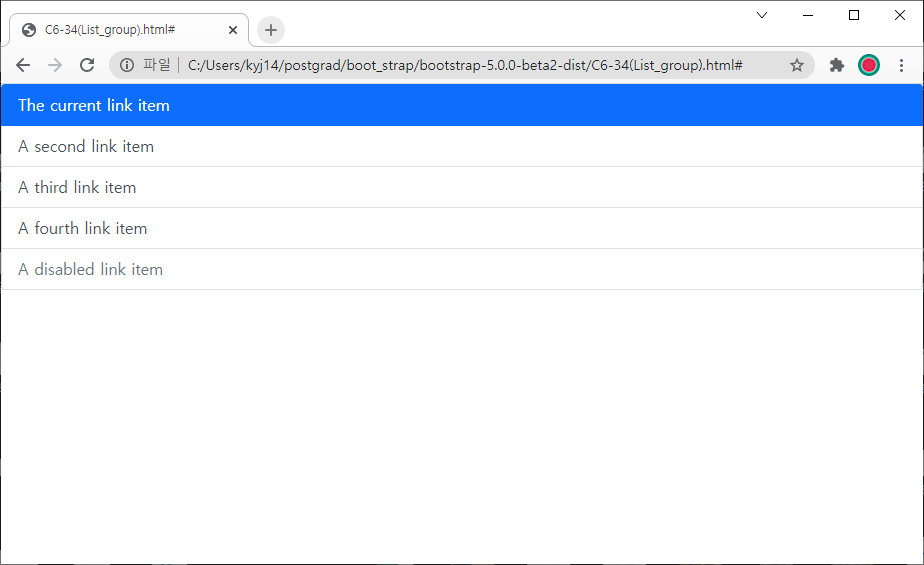 C6-34(List_group).html#
파일 C:/Users/kyj14/postgrad/boot_strap/bootstrap-5.0.0-beta2-dist/C6-34(List_group).html#
The current link item
A second link item
A third link item
A fourth link item
A disabled link item